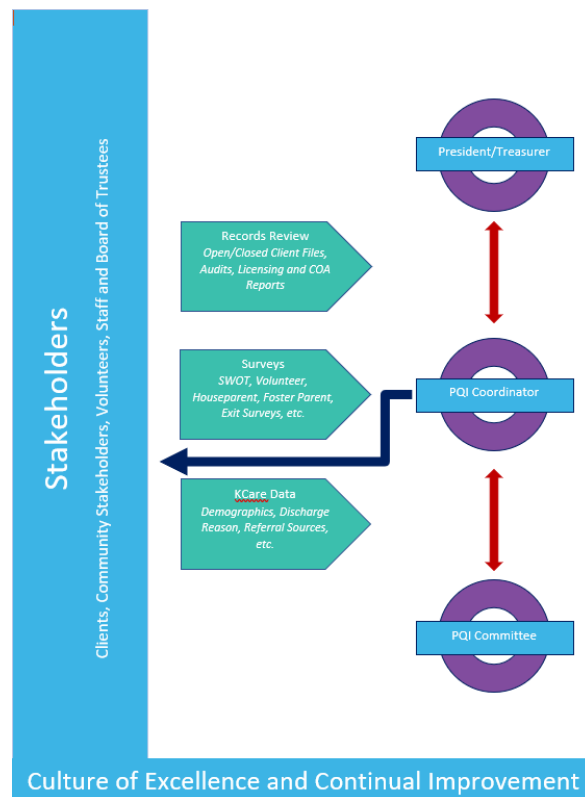 Stakeholders
Clients, Community Stakeholders, Volunteers, Staff and Board of Trustees
President/Treasurer
Records Review
Open/Closed Client Files,
Audits, Licensing and COA
Reports
Surveys
SWOT, Volunteer,
Houseparent, Foster Parent,
Exit Surveys, etc.
PQI Coordinator
KCare Data
Demographics, Discharge
Reason, Referral Sources,
etc.
PQI Committee
Culture of Excellence and Continual Improvement